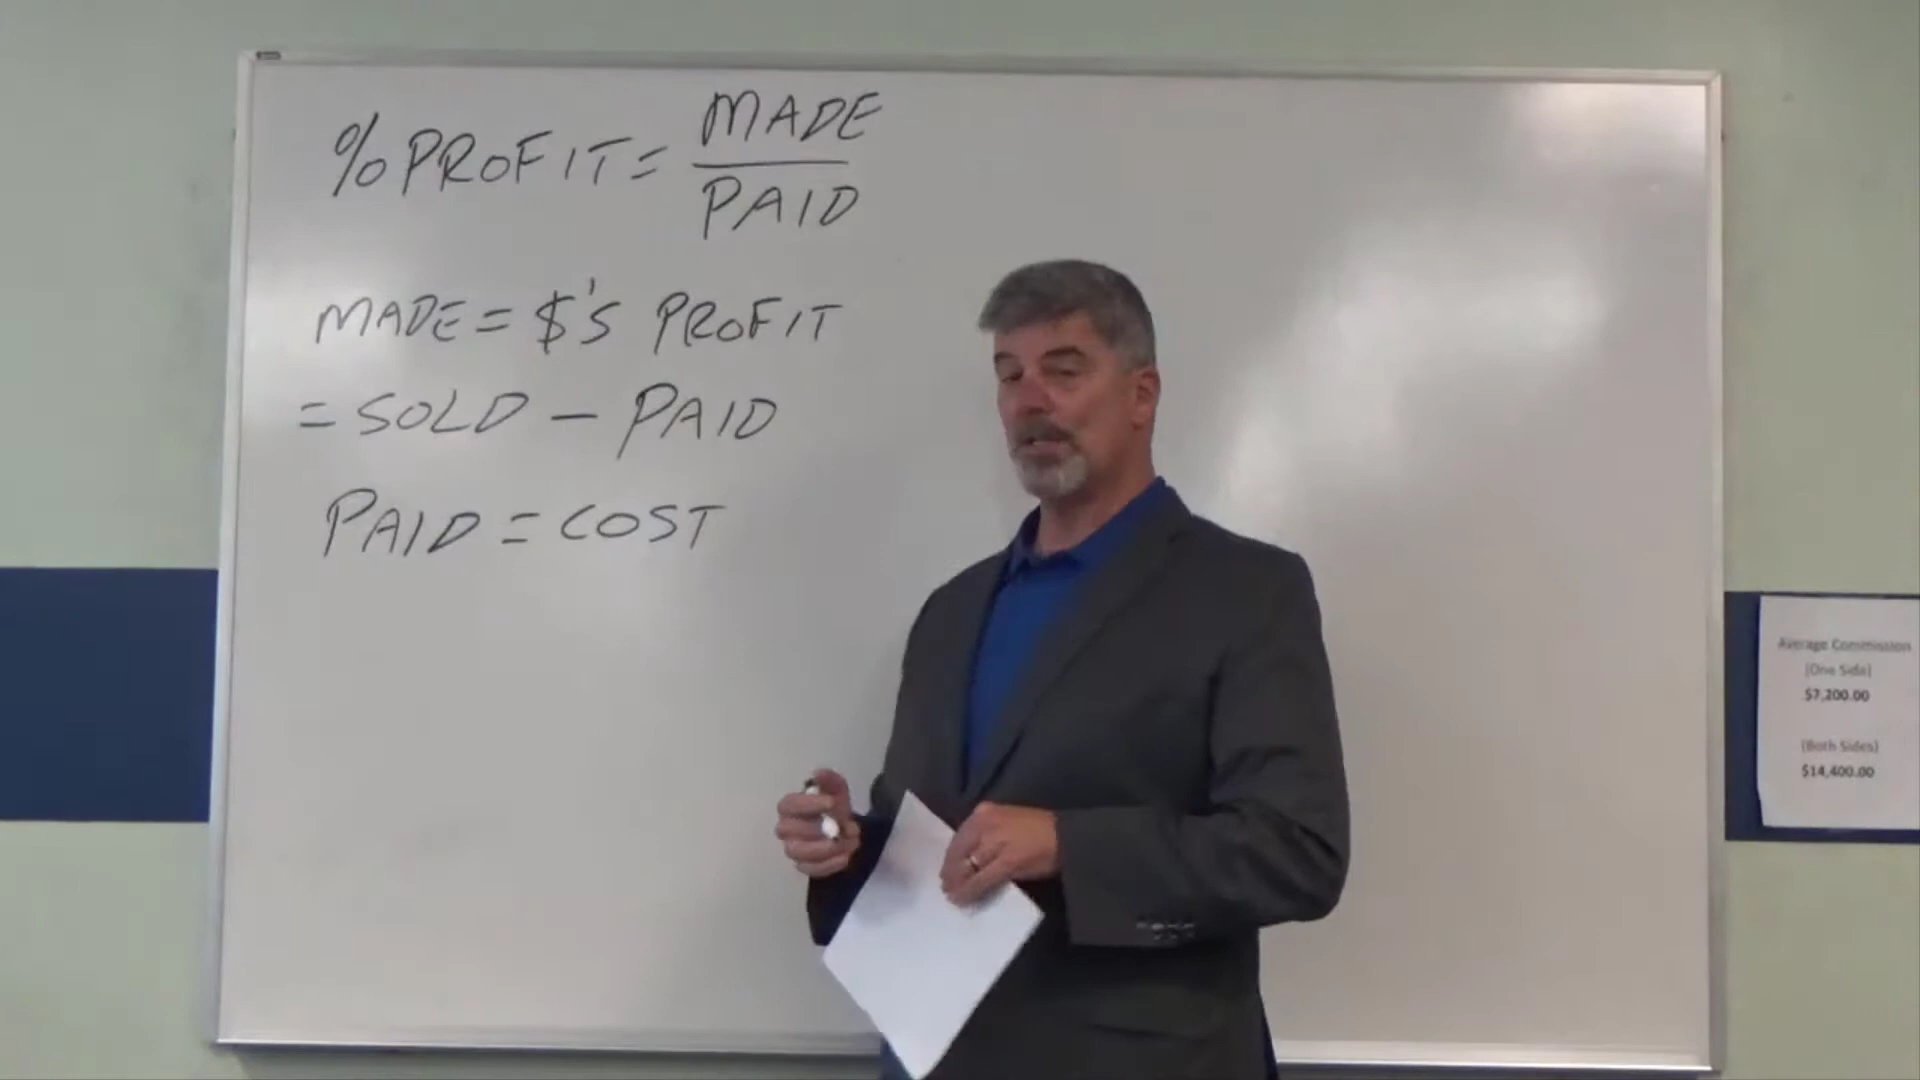 %PROFIT = MADE
PAID
MADE = $'S PROFIT
= SOLD - PAID
PAID = COST
Average Commission
(One Side)
$7,200.00
(Both Sides)
$14,400.00